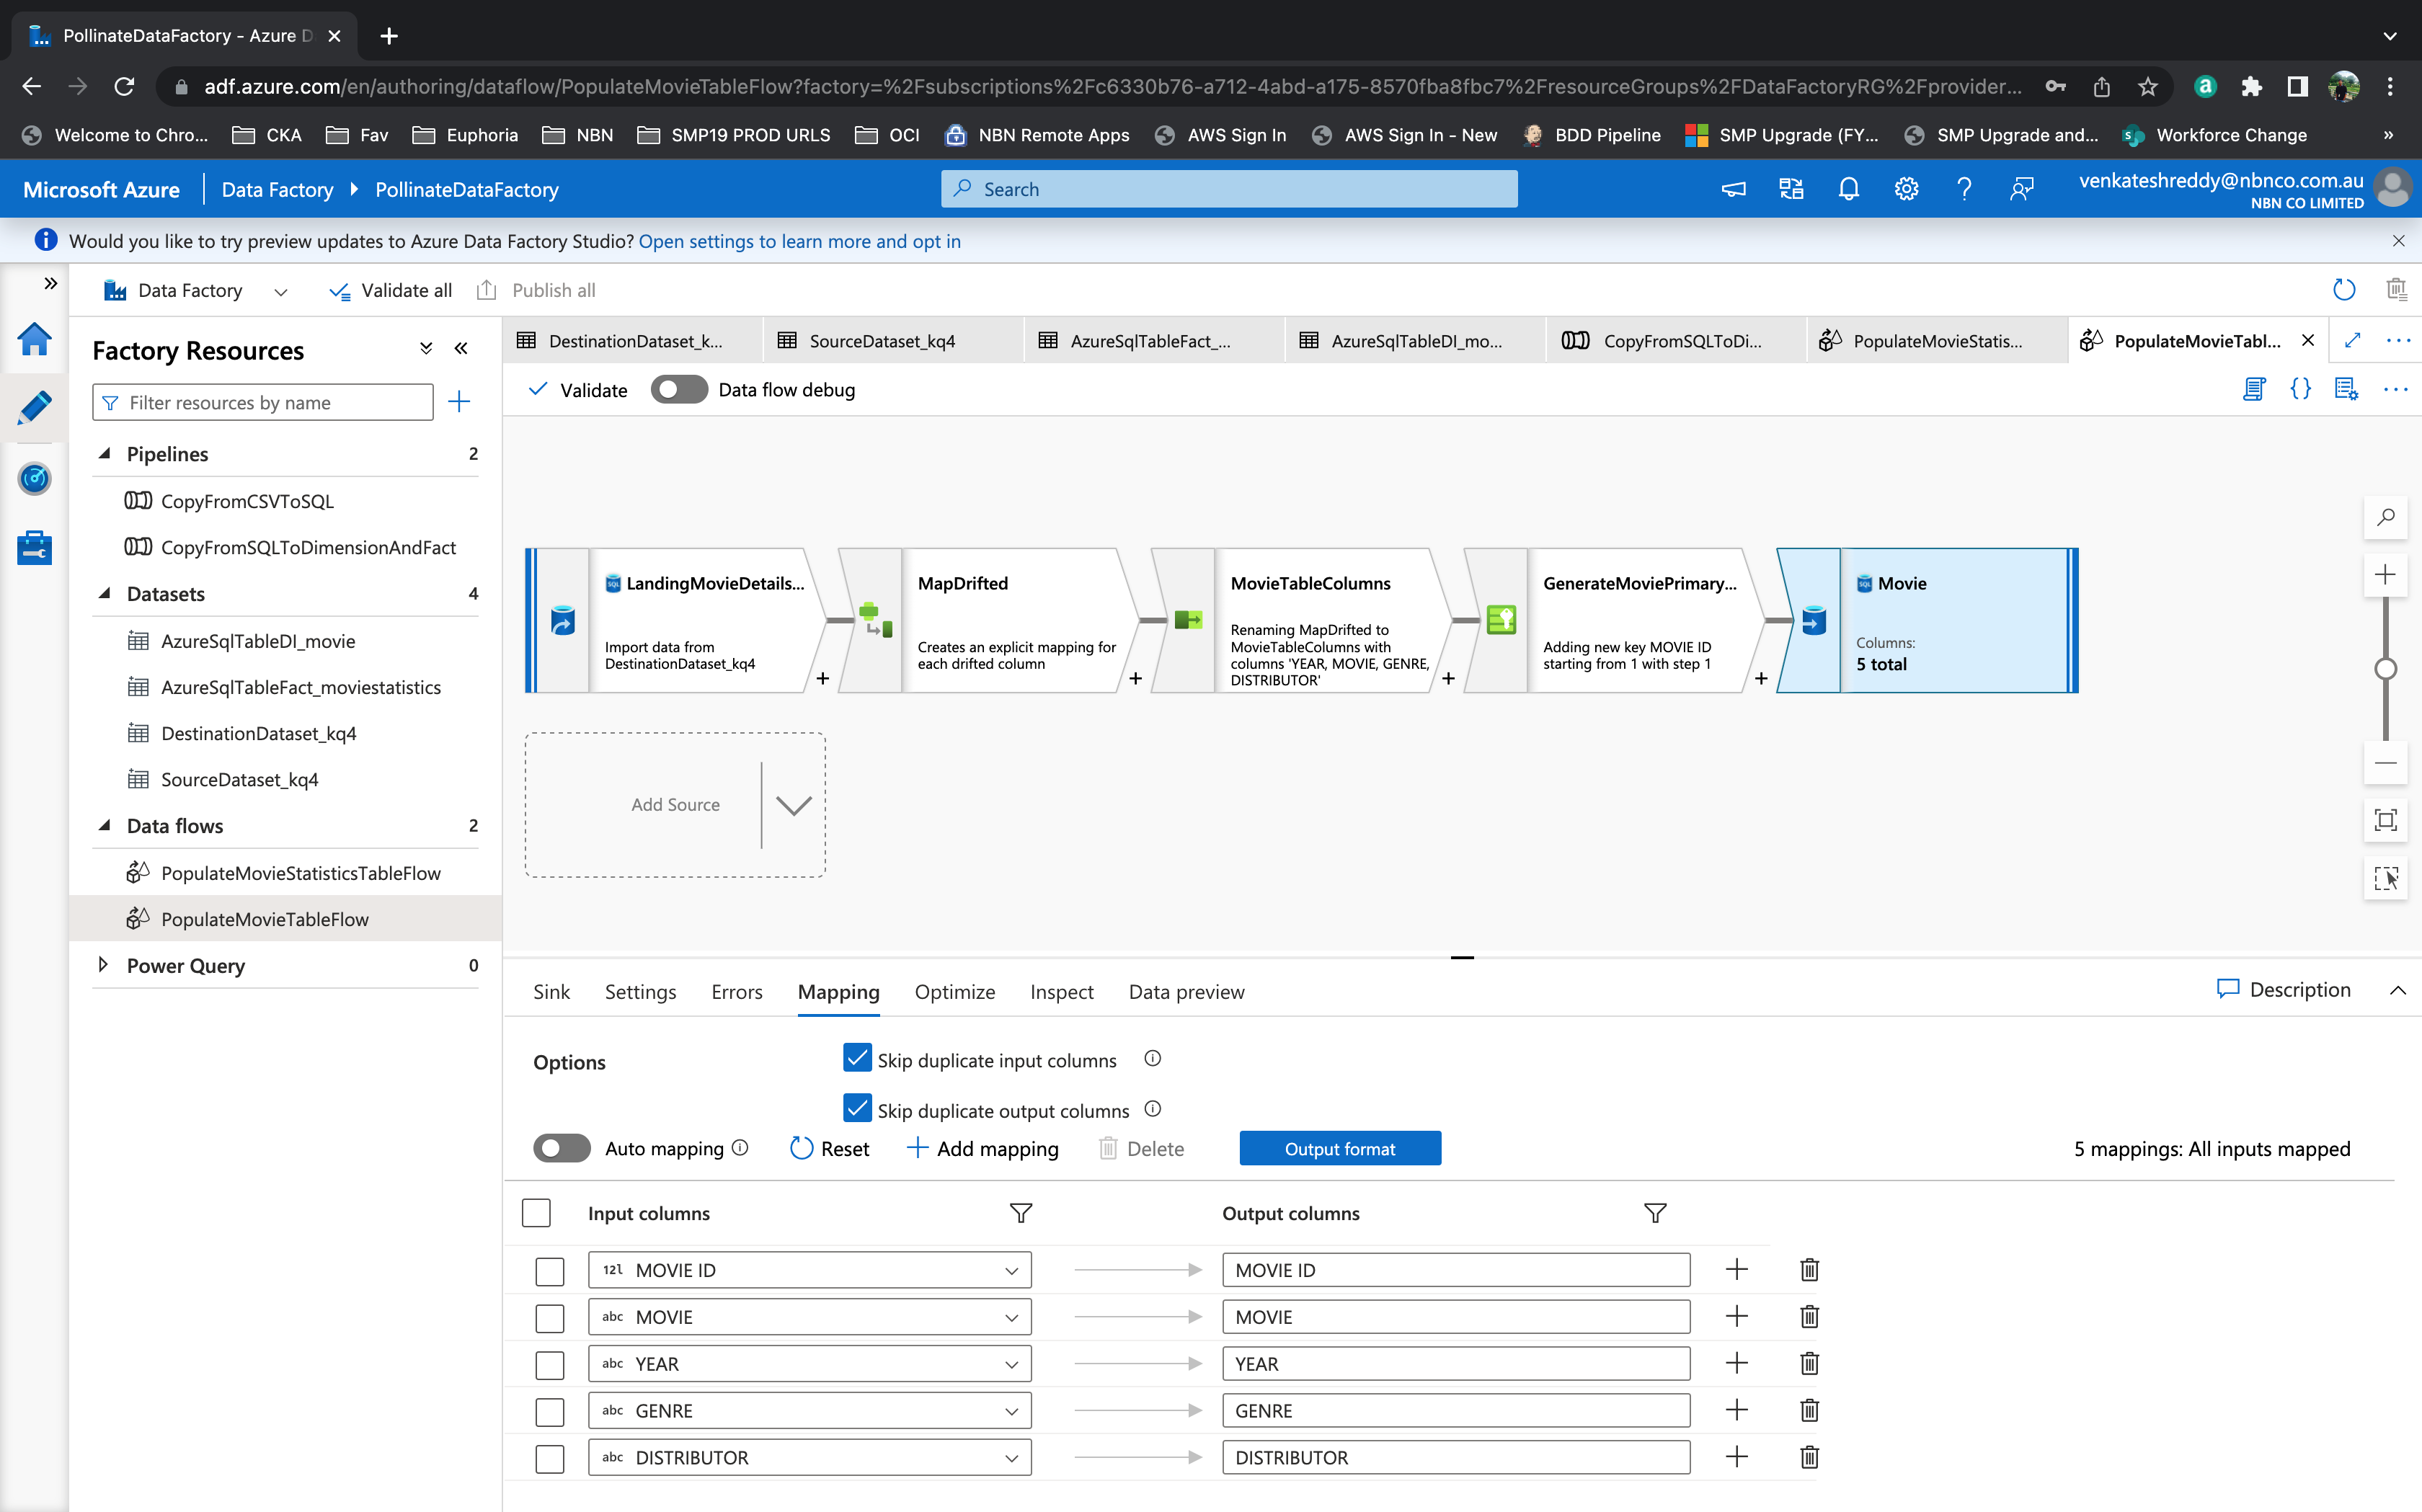 PollinateDataFactory - Azure D
adf.azure.com/en/authoring/dataflow/PopulateMovieTableFlow?factory=%2Fsubscriptions%2Fc6330b76-a712-4abd-a175-8570fba8fbc7%2FresourceGroups%2FDataFactoryRG%2Fprovider...
Welcome to Chro... CKA Fav Euphoria NBN SMP19 PROD URLS OCI NBN Remote Apps AWS Sign In AWS Sign In - New BDD Pipeline SMP Upgrade (FY... SMP Upgrade and... Workforce Change »
Microsoft Azure Data Factory PollinateDataFactory Search venkateshreddy@nbnco.com.au
NBN CO LIMITED
Would you like to try preview updates to Azure Data Factory Studio? Open settings to learn more and opt in
Data Factory Validate all Publish all
Factory Resources
Filter resources by name
Pipelines 2
CopyFromCSVToSQL
CopyFromSQLToDimensionAndFact
Datasets 4
AzureSqlTableDI_movie
AzureSqlTableFact_moviestatistics
DestinationDataset_kq4
SourceDataset_kq4
Data flows 2
PopulateMovieStatisticsTableFlow
PopulateMovieTableFlow
Power Query 0
DestinationDataset_k... SourceDataset_kq4 AzureSqlTableFact_... AzureSqlTableDI_mo... CopyFromSQLToDi... PopulateMovieStatis... PopulateMovieTabl...
Validate Data flow debug
LandingMovieDetails...
Import data from
DestinationDataset_kq4
MapDrifted
Creates an explicit mapping for
each drifted column
MovieTableColumns
Renaming MapDrifted to
MovieTableColumns with
columns 'YEAR, MOVIE, GENRE,
DISTRIBUTOR'
GenerateMoviePrimary...
Adding new key MOVIE ID
starting from 1 with step 1
SQL Movie
Columns:
5 total
Add Source
Sink Settings Errors Mapping Optimize Inspect Data preview Description
Options Skip duplicate input columns
Skip duplicate output columns
Auto mapping Reset Add mapping Delete Output format 5 mappings: All inputs mapped
Input columns Output columns
12l MOVIE ID MOVIE ID
abc MOVIE MOVIE
abc YEAR YEAR
abc GENRE GENRE
abc DISTRIBUTOR DISTRIBUTOR